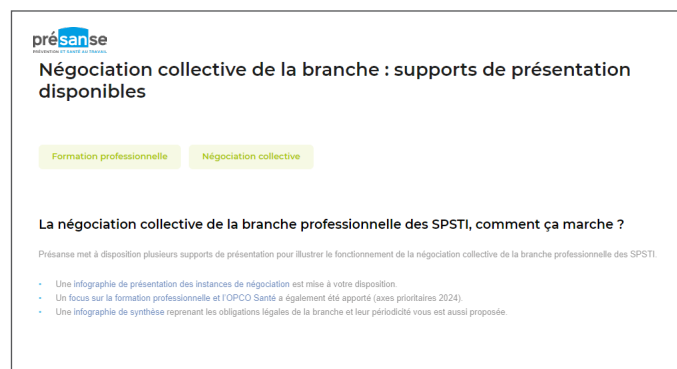 présanse
PRÉVENTION ET SANTÉ AU TRAVAIL
Négociation collective de la branche : supports de présentation
disponibles
Formation professionnelle
Négociation collective
La négociation collective de la branche professionnelle des SPSTI, comment ça marche ?
Présanse met à disposition plusieurs supports de présentation pour illustrer le fonctionnement de la négociation collective de la branche professionnelle des SPSTI.
• Une infographie de présentation des instances de négociation est mise à votre disposition.
• Un focus sur la formation professionnelle et l'OPCO Santé a également été apporté (axes prioritaires 2024).
• Une infographie de synthèse reprenant les obligations légales de la branche et leur périodicité vous est aussi proposée.